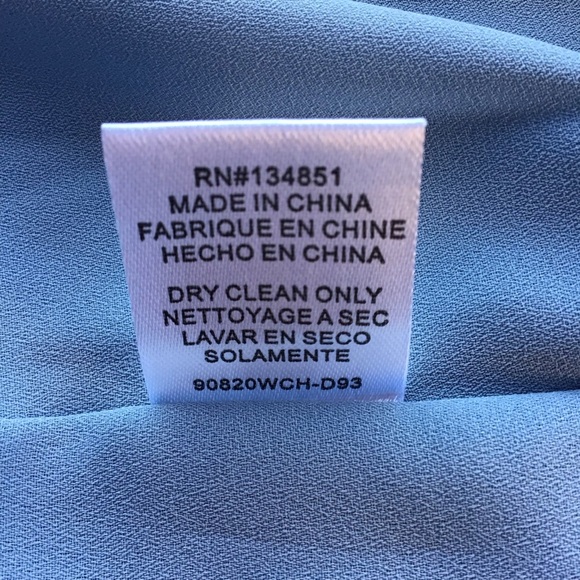 RN#134851
MADE IN CHINA
FABRIQUE EN CHINE
HECHO EN CHINA
DRY CLEAN ONLY
NETTOYAGE A SEC
LAVAR EN SECO
SOLAMENTE
90820WCH-D93